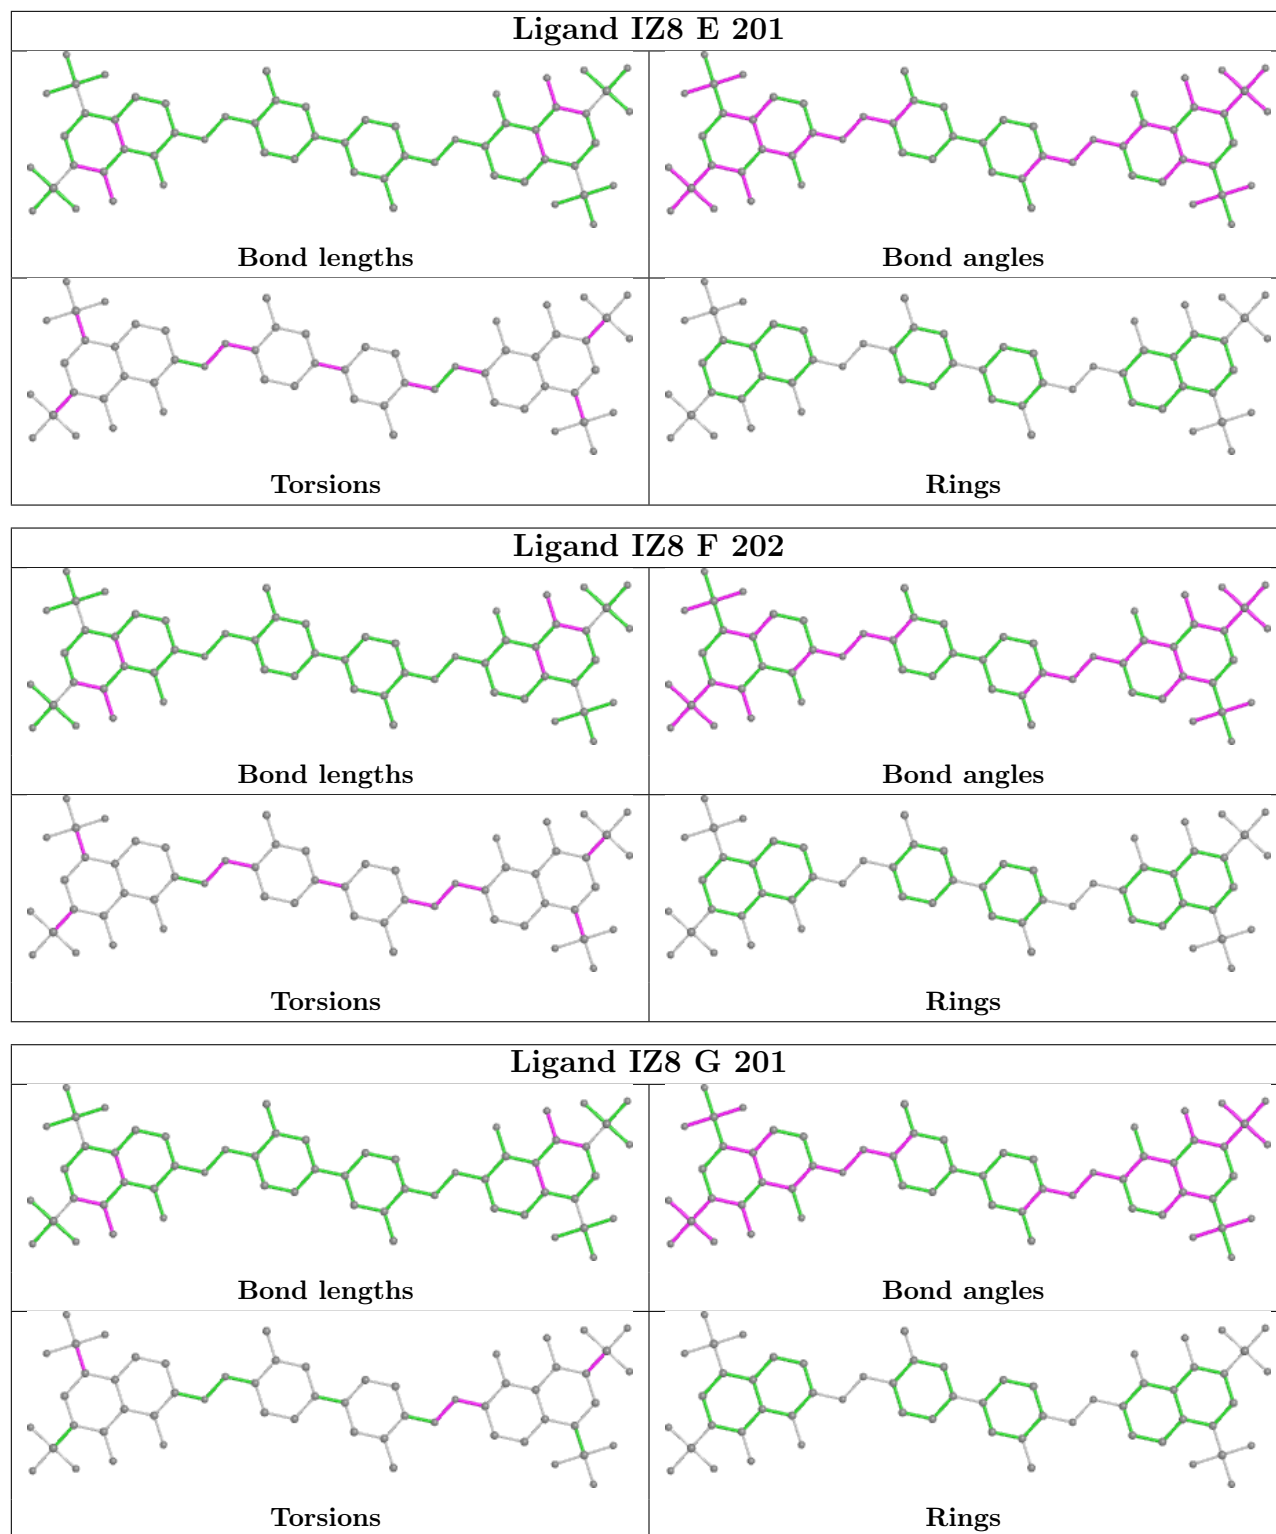 Ligand IZ8 E 201
Bond lengths
Bond angles
Torsions
Rings
Ligand IZ8 F 202
Bond lengths
Bond angles
Torsions
Rings
Ligand IZ8 G 201
Bond lengths
Bond angles
Torsions
Rings